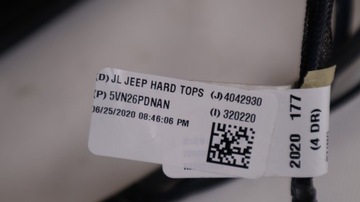 (D) JL JEEP HARD TOPS (J) 4042930
(P) 5VN26PDNAN (I) 320220
06/25/2020 08:46:06 PM
2020 177
(4 DR)